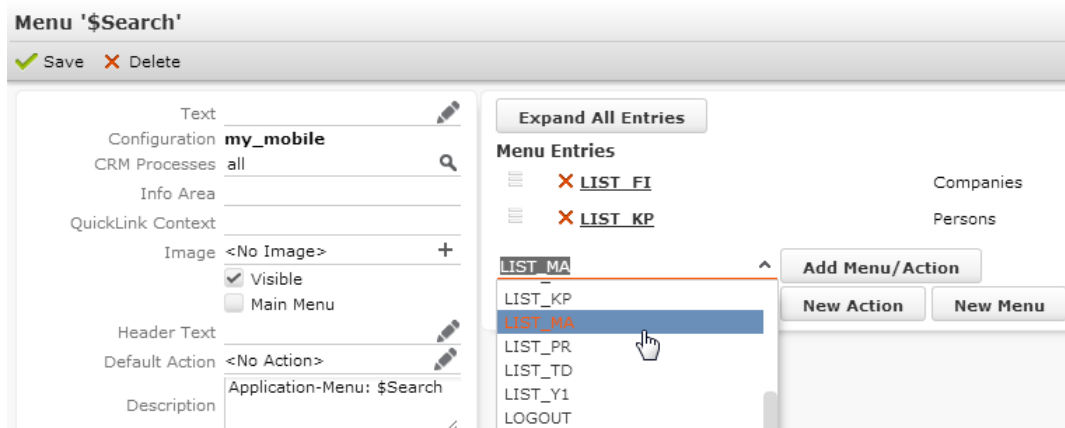 Menu '$Search'
Save Delete
Text
Configuration my_mobile
CRM Processes all
Info Area
QuickLink Context
Image <No Image>
Visible
Main Menu
Header Text
Default Action <No Action>
Description Application-Menu: $Search
Expand All Entries
Menu Entries
LIST_FI Companies
LIST_KP Persons
LIST_MA Add Menu/Action
LIST_KP
LIST_MA New Action New Menu
LIST_PR
LIST_TD
LIST_Y1
LOGOUT